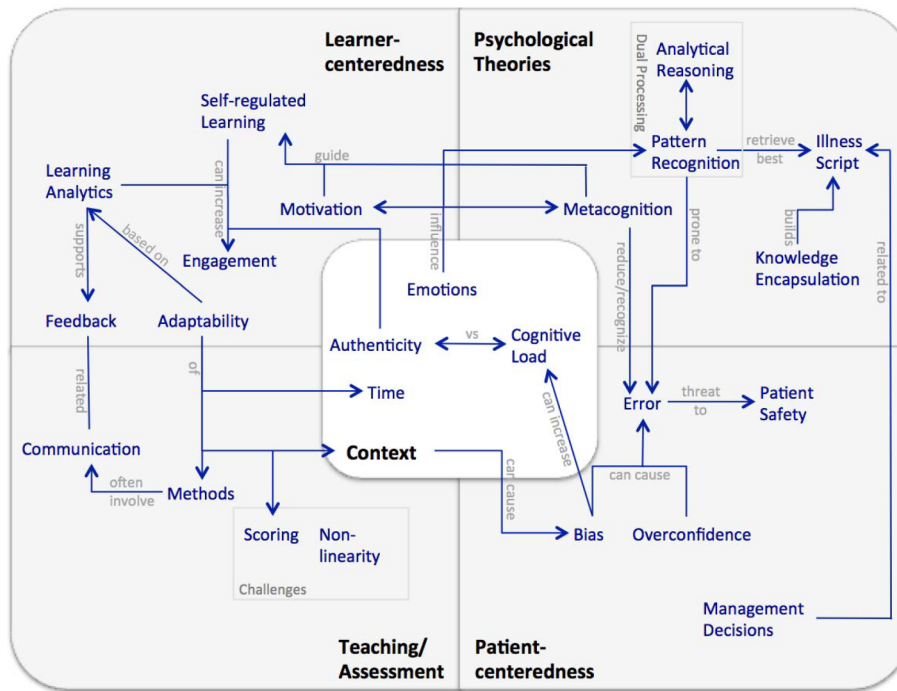 Learner-
centeredness
Psychological
Theories
Dual Processing
Analytical
Reasoning
Self-regulated
Learning
can increase
guide
Pattern
Recognition
retrieve
best
Illness
Script
Learning
Analytics
Motivation
Metacognition
supports
based on
influence
reduce/recognize
prone to
builds
related to
Engagement
Knowledge
Encapsulation
Emotions
Feedback
Adaptability
Authenticity
vs
Cognitive
Load
of
related
Time
can increase
Error
threat
to
Patient
Safety
Communication
Context
often
involve
Methods
can cause
can cause
Scoring
Non-
linearity
Bias
Overconfidence
Challenges
Management
Decisions
Teaching/
Assessment
Patient-
centeredness